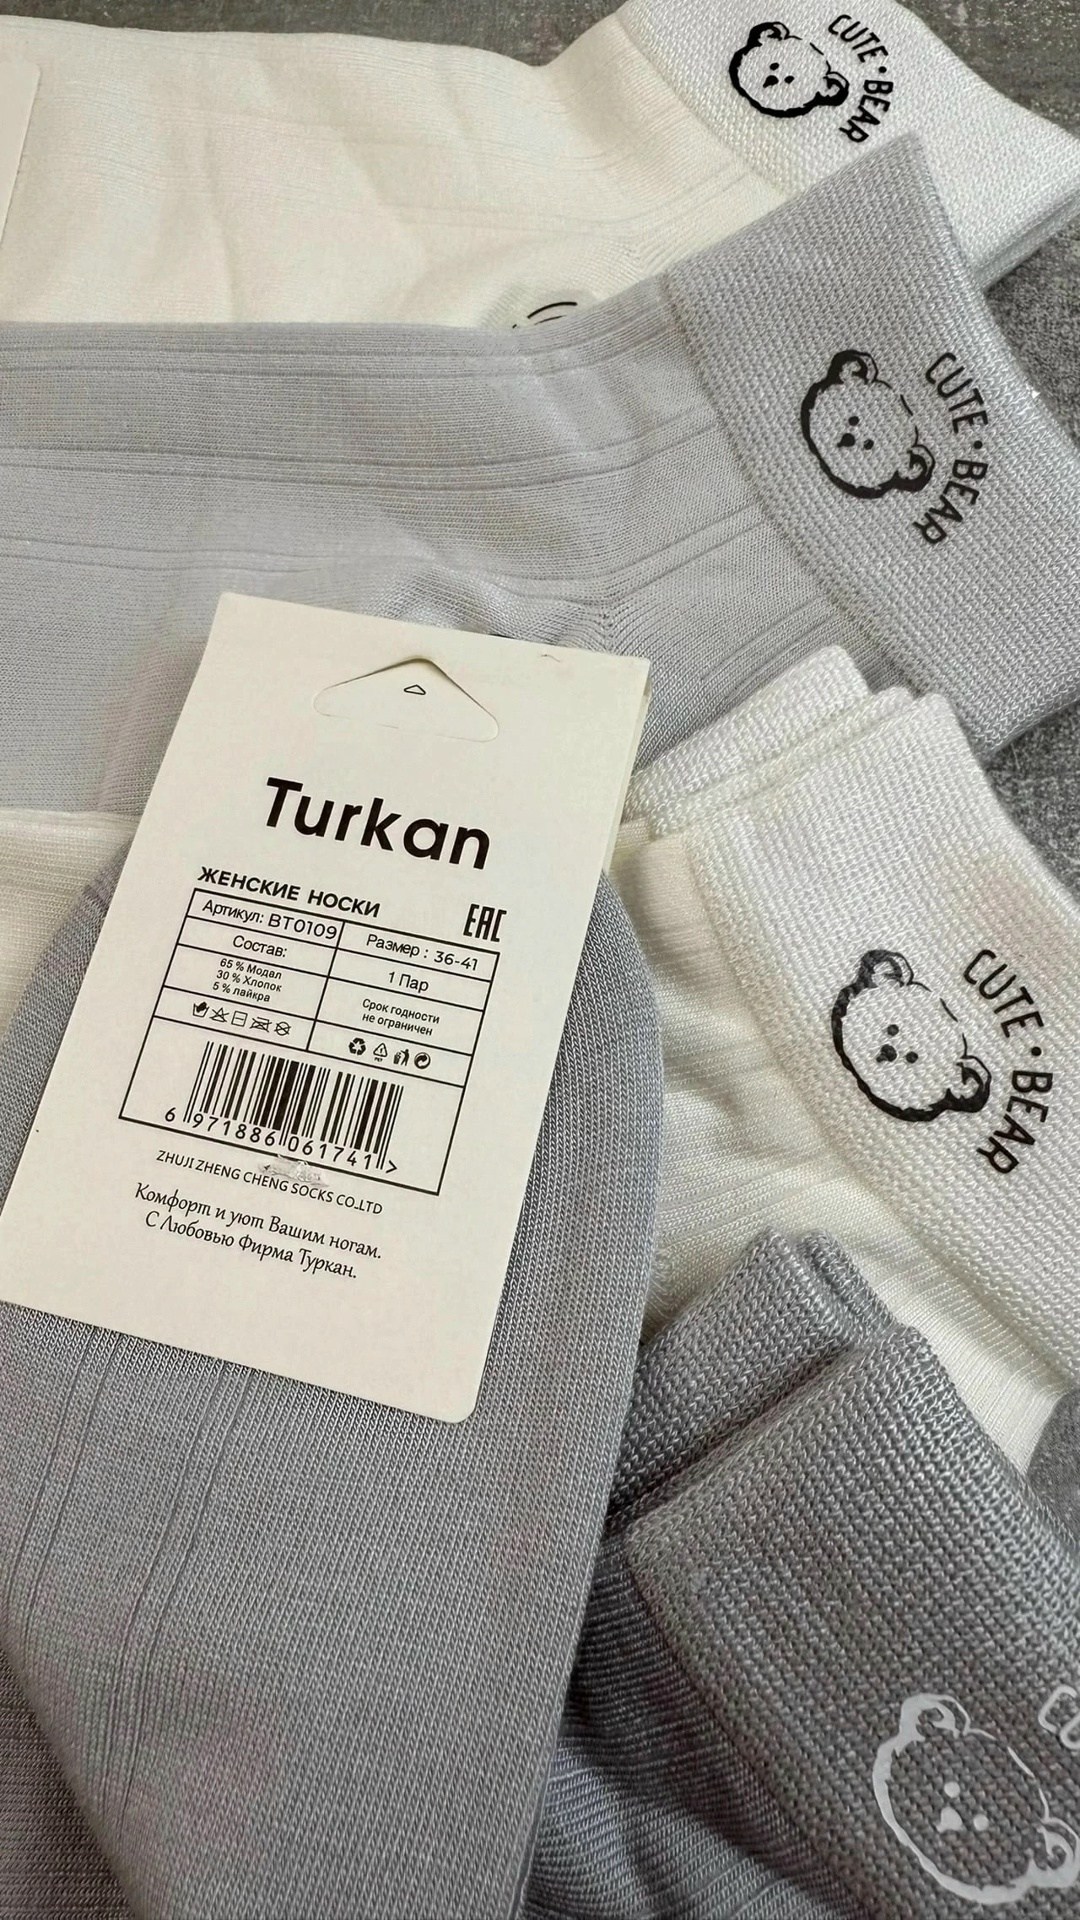 CUTE • BEAR
CUTE • BEAR
Turkan
ЖЕНСКИЕ НОСКИ
EAC
Артикул: BT0109
Размер : 36-41
Состав:
65 % Модал
30 % Хлопок
5 % лайкра
1 Пар
Срок годности
не ограничен
6 971886 061741 >
ZHUJI ZHENG CHENG SOCKS CO.,LTD
Комфорт и уют Вашим ногам.
С Любовью Фирма Туркан.
CUTE • BEAR